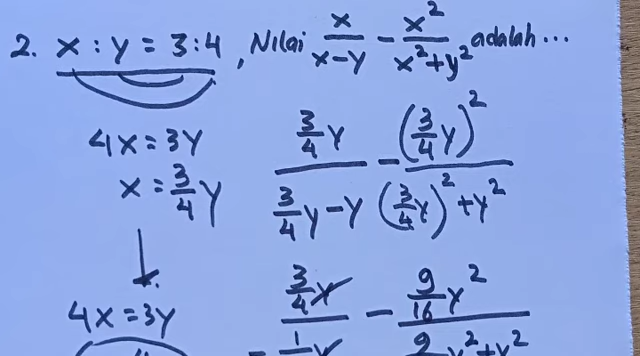 2. x : y = 3 : 4, Nilai x/(x-y) - x²/(x²+y²) adalah...
4x = 3y
x = 3/4 y
(3/4 y)/(3/4 y - y) - (3/4 y)²/((3/4 y)² + y²)
4x = 3y
(3/4 y)/(-1/4 y) - (9/16 y²)/(9 y² + y²)